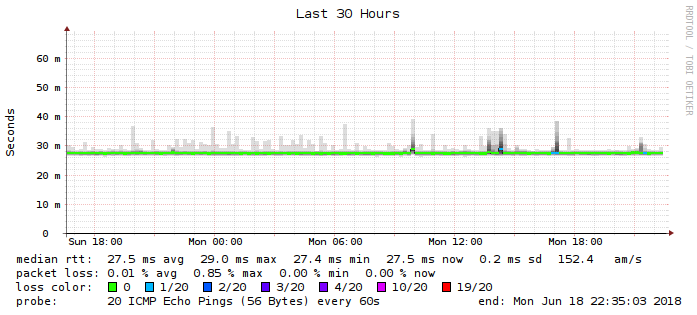 Last 30 Hours
RRDTOOL / TOBI OETIKER
Seconds
60 m
50 m
40 m
30 m
20 m
10 m
0
Sun 18:00 Mon 00:00 Mon 06:00 Mon 12:00 Mon 18:00
median rtt: 27.5 ms avg 29.0 ms max 27.4 ms min 27.5 ms now 0.2 ms sd 152.4 am/s
packet loss: 0.01 % avg 0.85 % max 0.00 % min 0.00 % now
loss color: 0 1/20 2/20 3/20 4/20 10/20 19/20
probe: 20 ICMP Echo Pings (56 Bytes) every 60s end: Mon Jun 18 22:35:03 2018